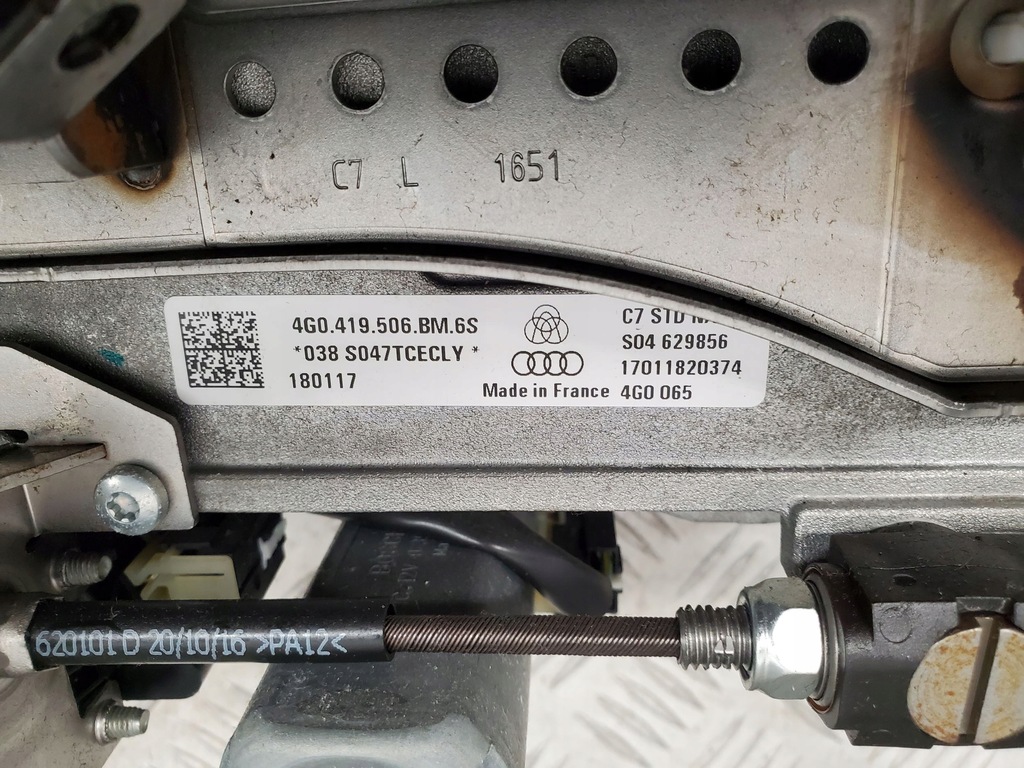 C7 L 1651
4G0.419.506.BM.6S
*038 S047TCECLY *
180117
Made in France
C7 STD
S04 629856
17011820374
4G0 065
620101 D 20/10/16 >PA12<